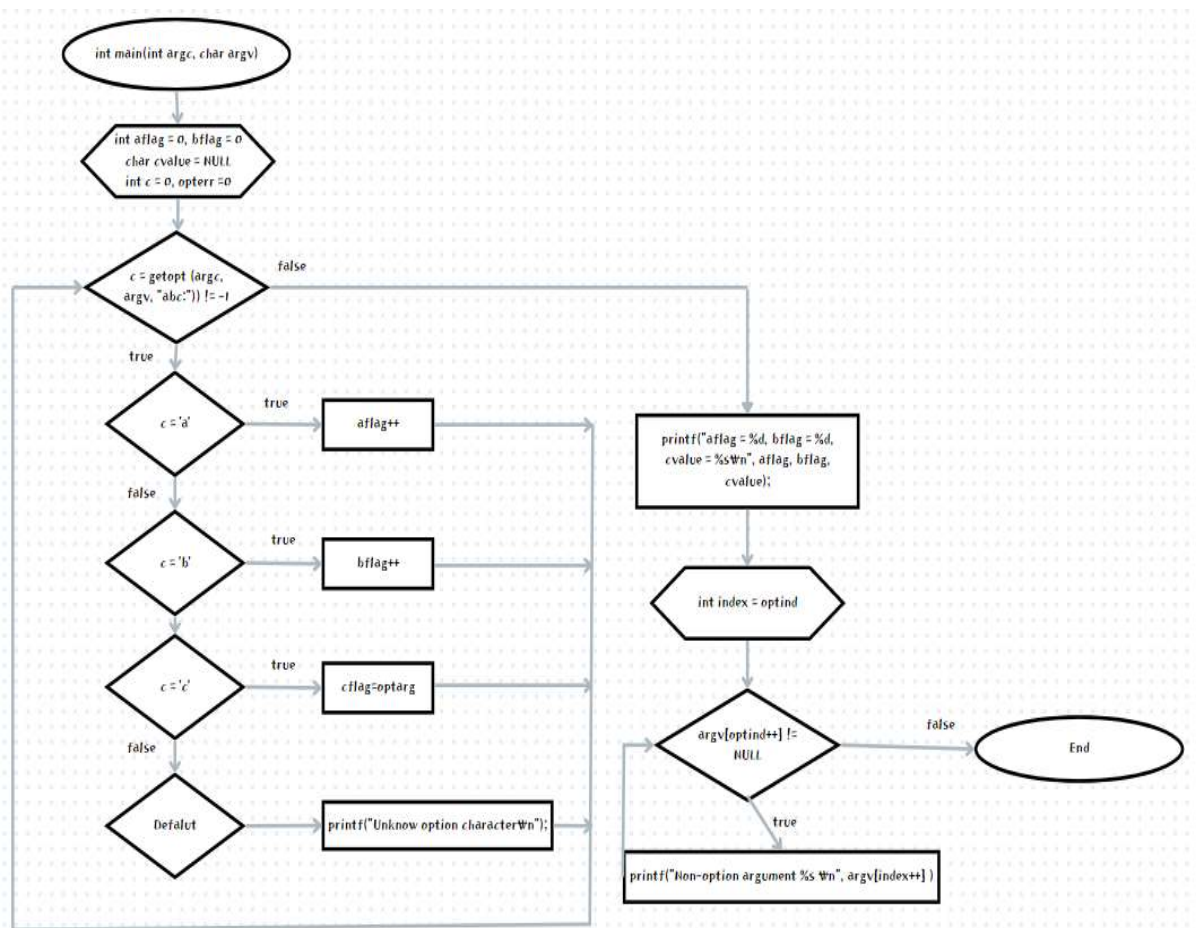 int main(int argc, char argv)
int aflag = 0, bflag = 0
char cvalue = NULL
int c = 0, opterr =0
c = getopt (argc,
argv, "abc:")) != -1
false
true
c ='a'
true
aflag++
false
c ='b'
true
bflag++
c ='c'
true
cflag=optarg
false
Defalut
printf("Unknow option character₩n");
printf("aflag = %d, bflag = %d,
cvalue = %s₩n", aflag, bflag,
cvalue);
int index = optind
argv[optind++] !=
NULL
false
End
true
printf("Non-option argument %s ₩n", argv[index++] )